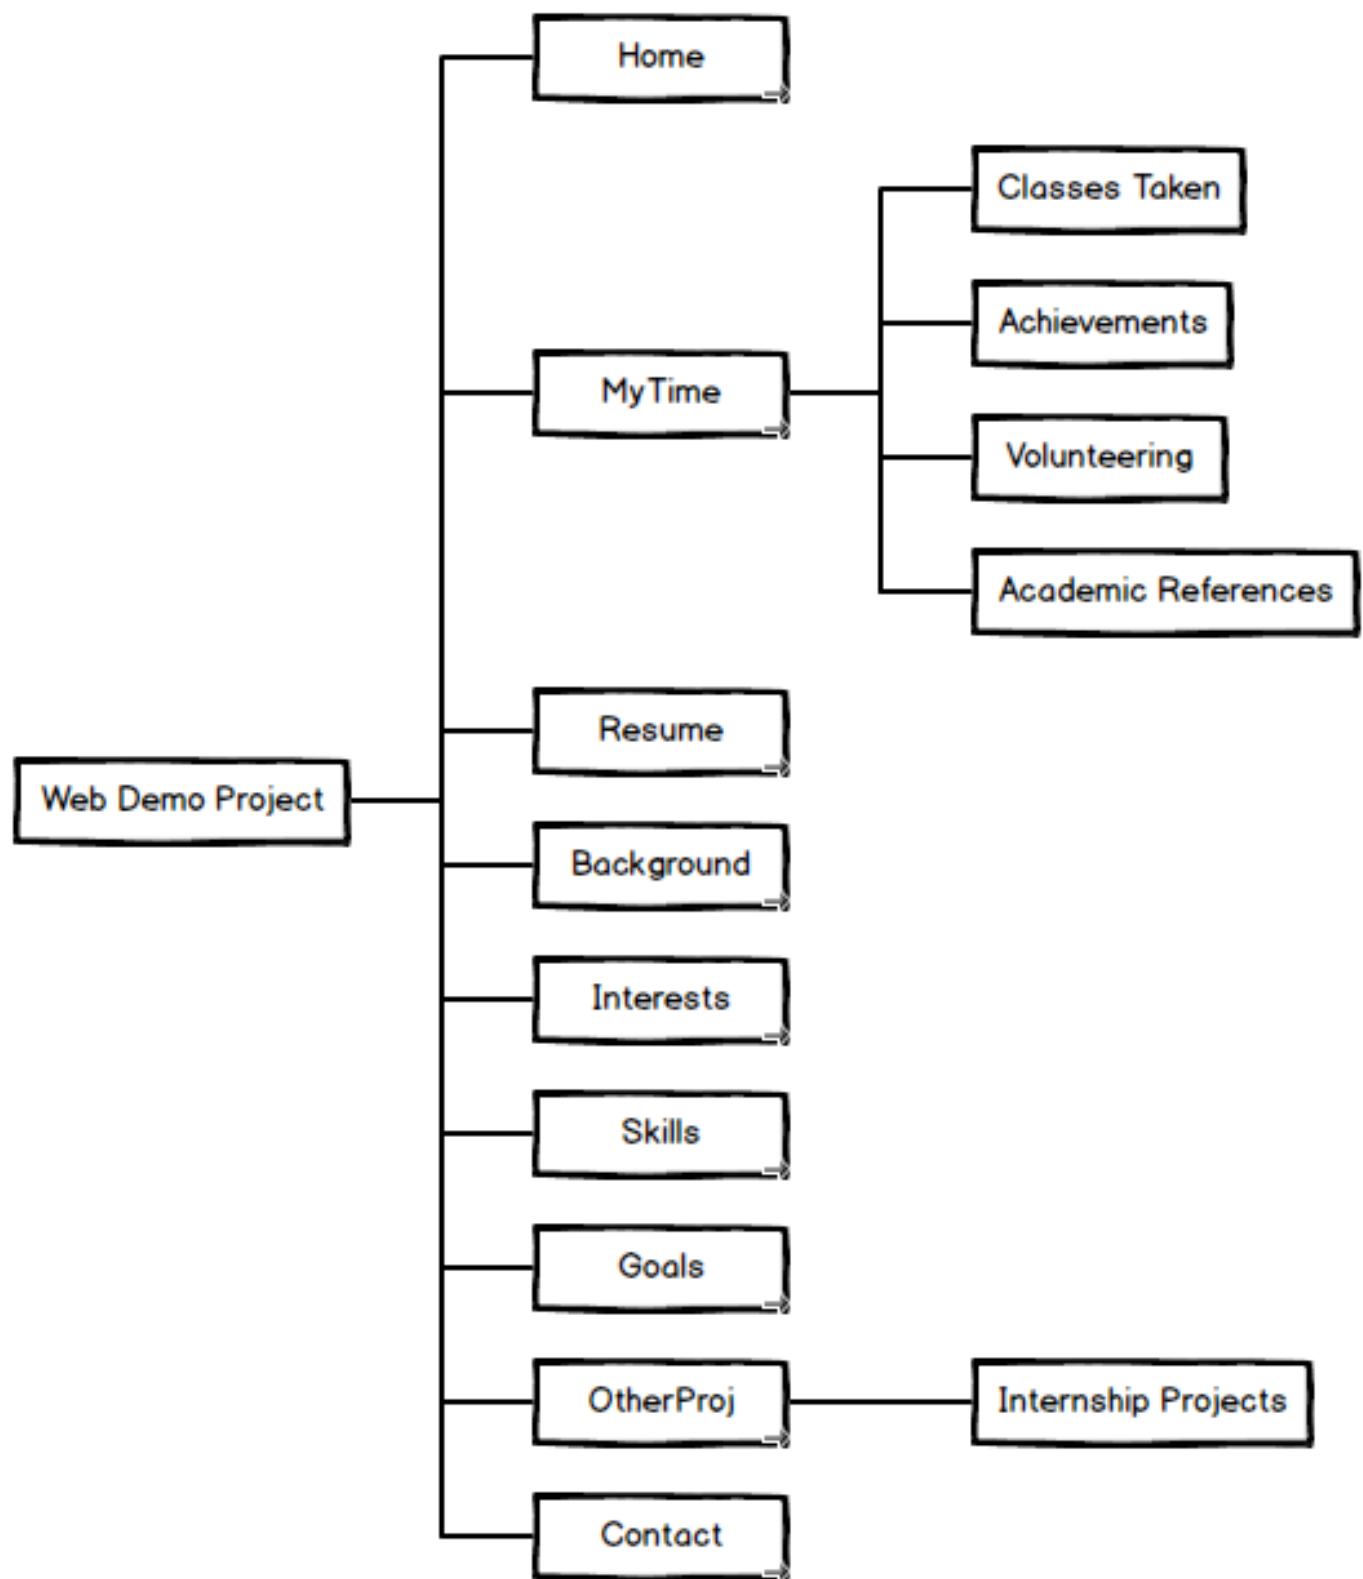 Home
Classes Taken
Achievements
MyTime
Volunteering
Academic References
Resume
Web Demo Project
Background
Interests
Skills
Goals
OtherProj
Internship Projects
Contact